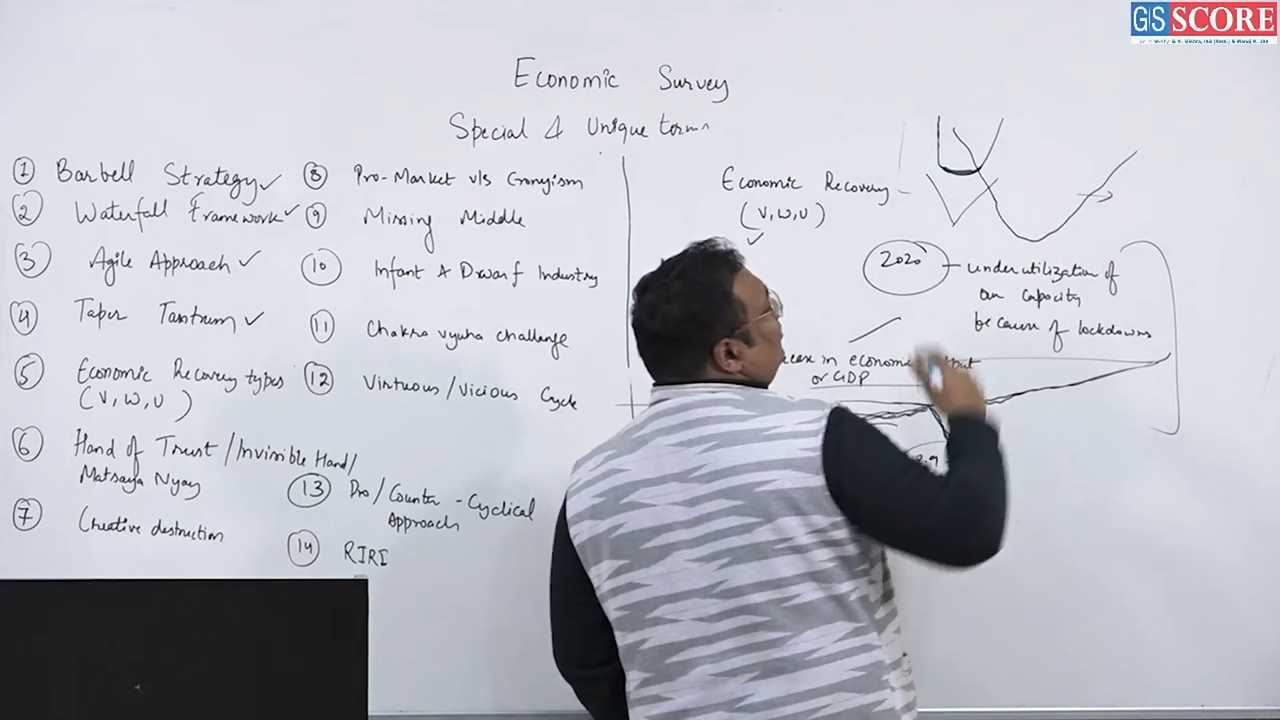 GS SCORE
Economic Survey
Special & Unique terms
1 Barbell Strategy ✓
2 Waterfall Framework ✓
3 Agile Approach ✓
4 Taper Tantrum ✓
5 Economic Recovery types
(V, W, U)
6 Hand of Trust / Invisible Hand /
Matsaya Nyay
7 Creative destruction
8 Pro-Market v/s Cronyism
9 Missing Middle
10 Infant & Dwarf Industry
11 Chakra vyuha challenge
12 Virtuous / Vicious Cycle
13 Pro / Counter - Cyclical
Approach
14 RIRI
Economic Recovery
(V, W, U)
✓
2020 - underutilization of
our capacity
because of lockdowns
in economic
or GDP